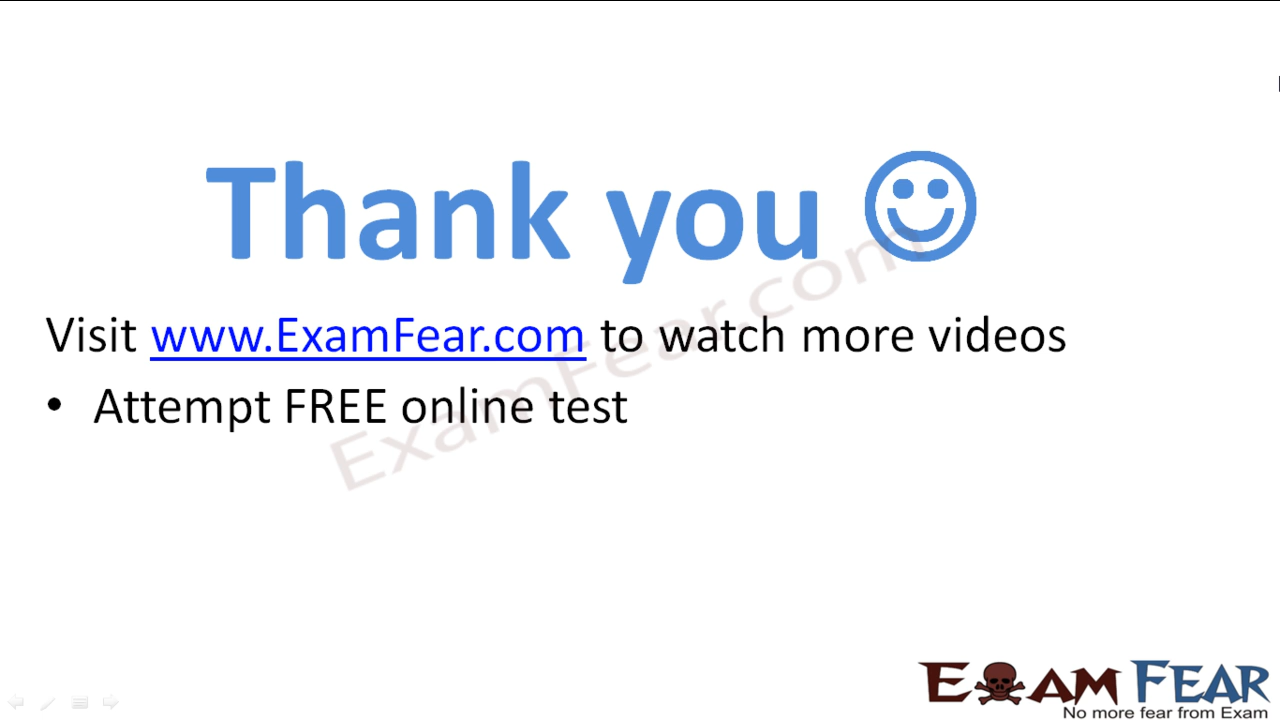 Thank you ☺
Visit www.ExamFear.com to watch more videos
• Attempt FREE online test
ExamFear.com
EXAM FEAR
No more fear from Exam